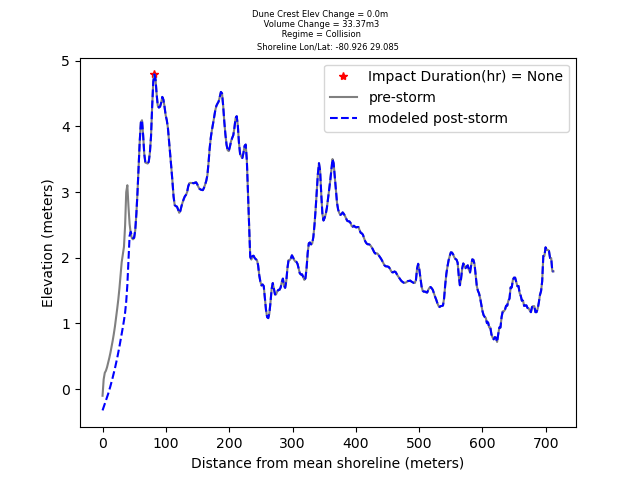 Dune Crest Elev Change = 0.0m
Volume Change = 33.37m3
Regime = Collision
Shoreline Lon/Lat: -80.926 29.085
Impact Duration(hr) = None
pre-storm
modeled post-storm
5
4
3
2
1
0
Elevation (meters)
0 100 200 300 400 500 600 700
Distance from mean shoreline (meters)